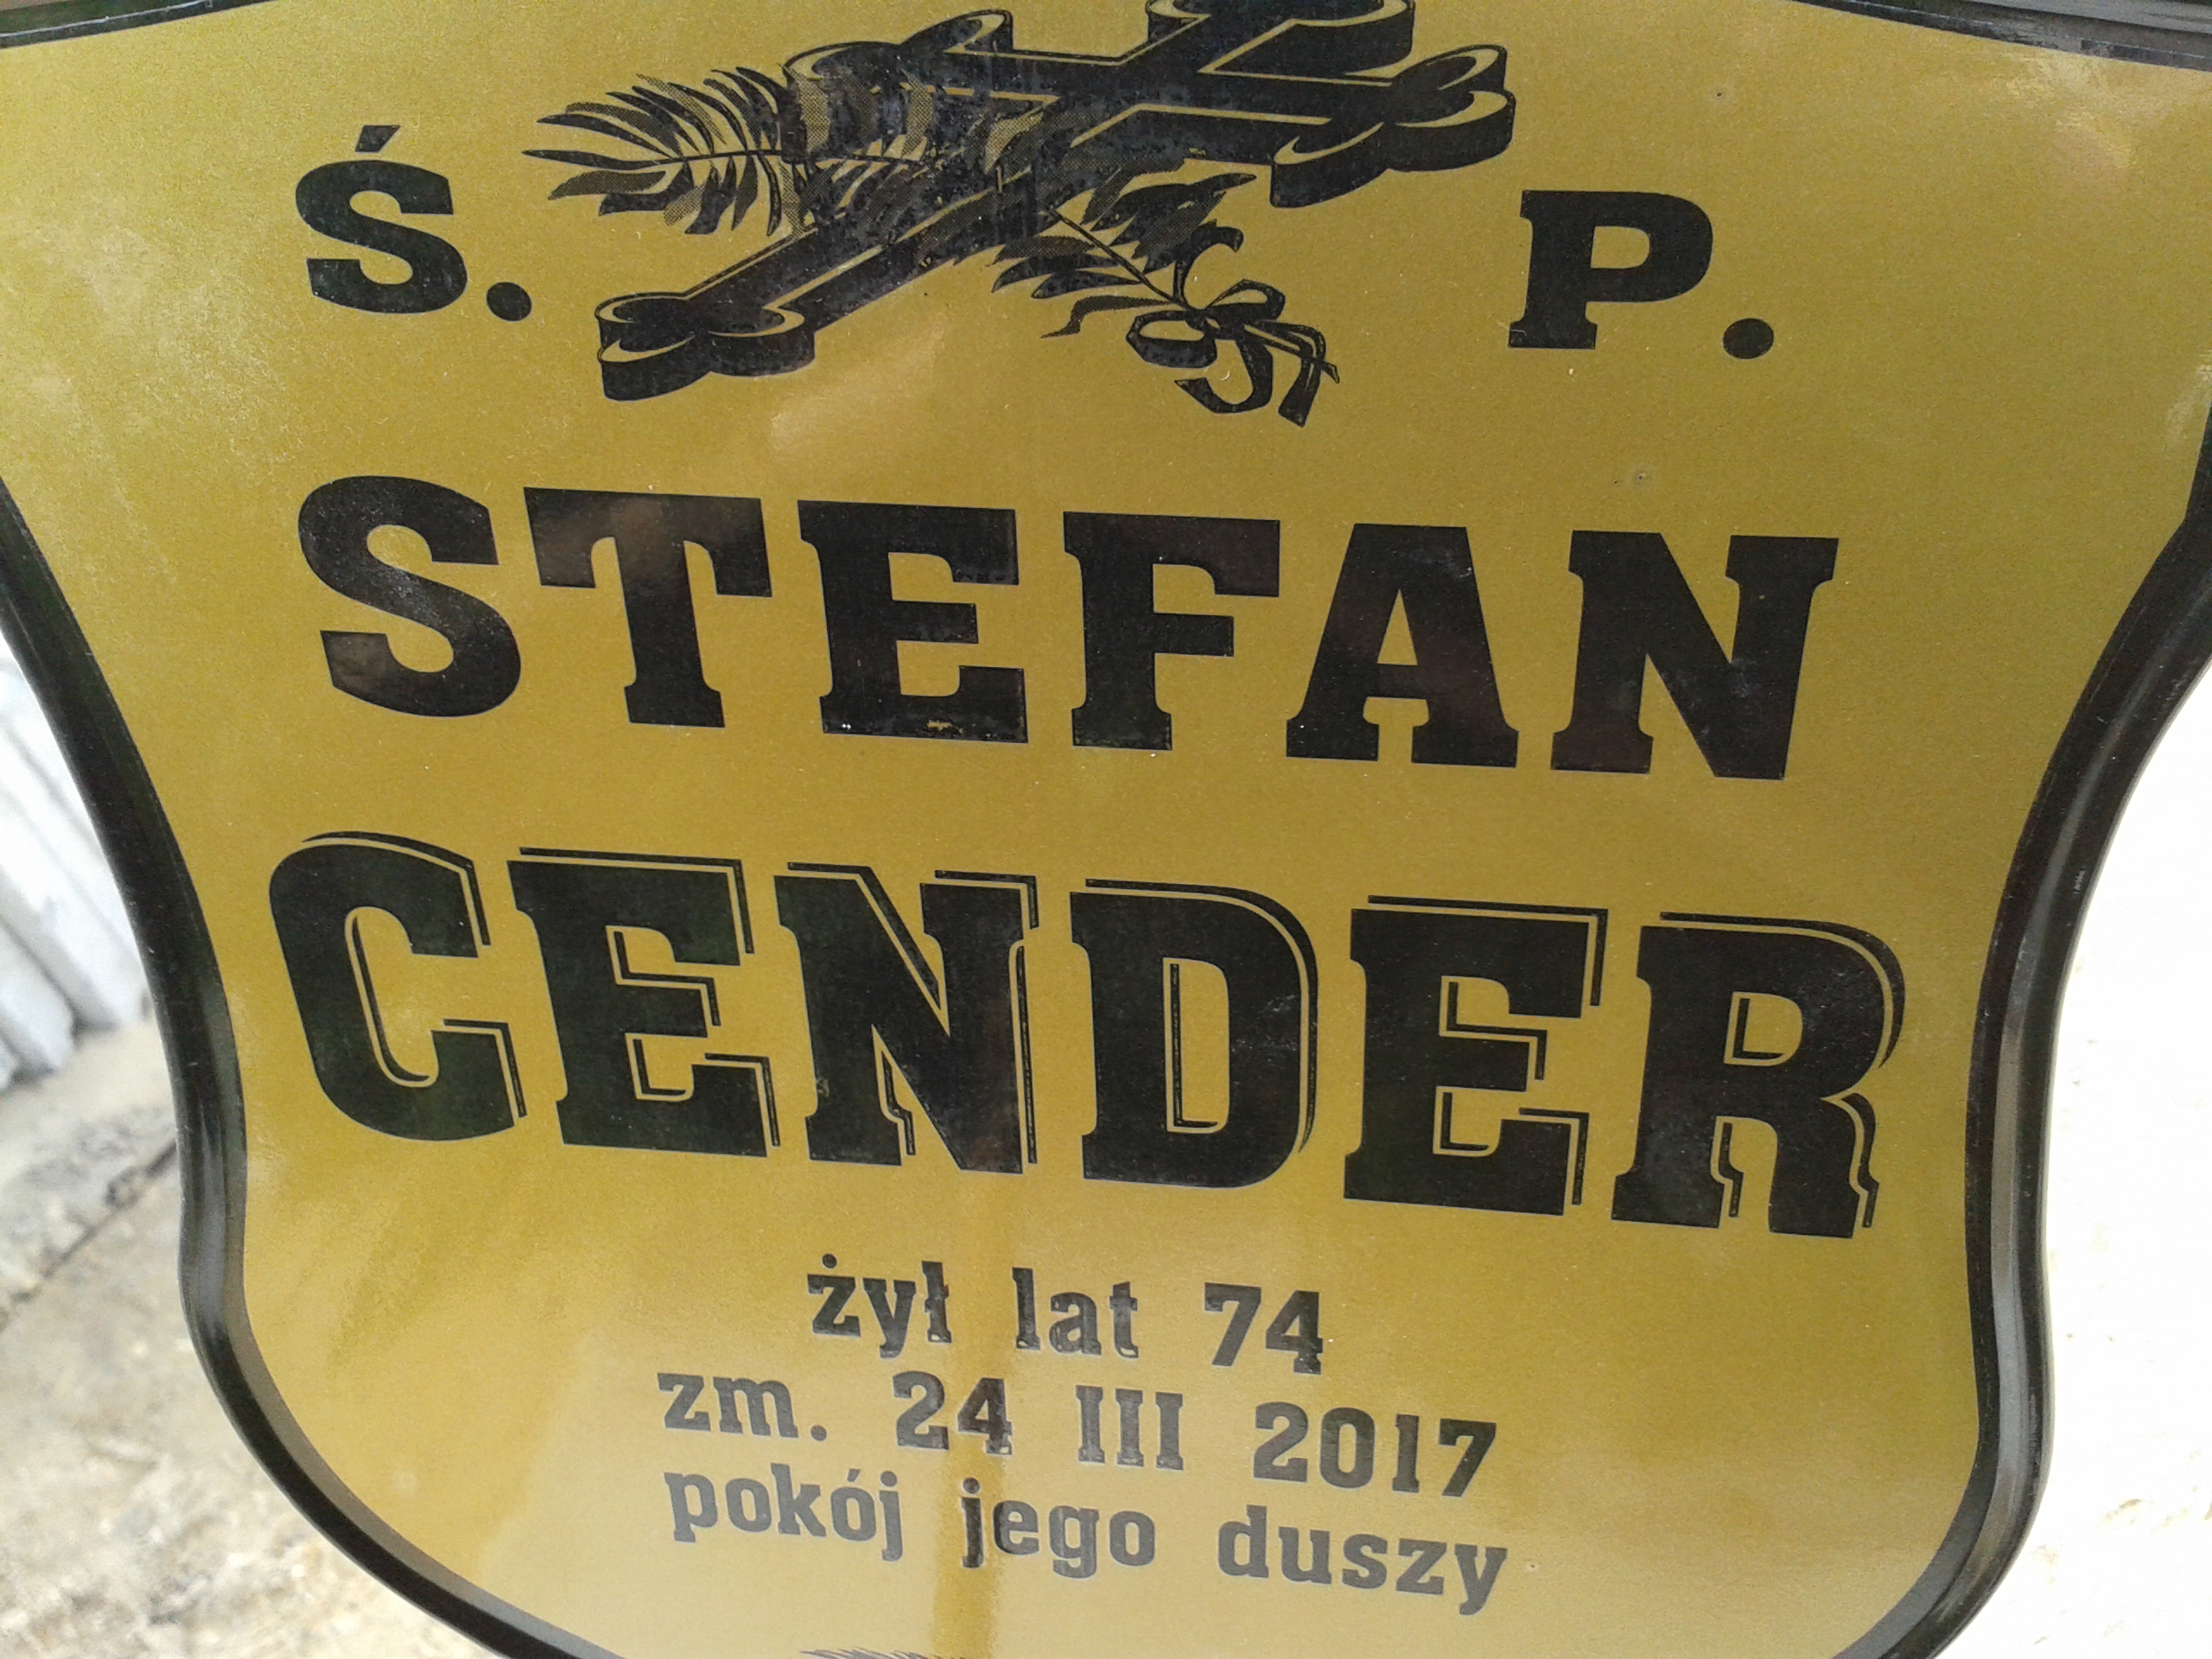 Ś. P.
STEFAN
CENDER
żył lat 74
zm. 24 III 2017
pokój jego duszy